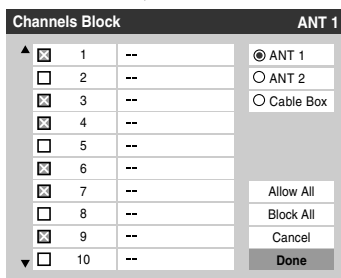 Channels Block ANT 1
1 -- ANT 1
2 -- ANT 2
3 -- Cable Box
4 --
5 --
6 --
7 -- Allow All
8 -- Block All
9 -- Cancel
10 -- Done